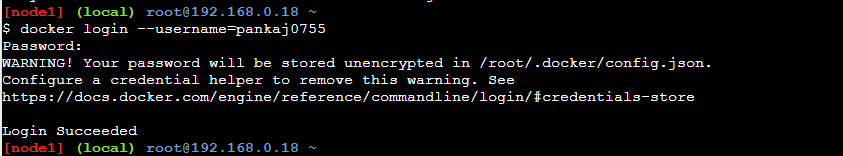 [node1] (local) root@192.168.0.18 ~
$ docker login --username=pankaj0755
Password:
WARNING! Your password will be stored unencrypted in /root/.docker/config.json.
Configure a credential helper to remove this warning. See
https://docs.docker.com/engine/reference/commandline/login/#credentials-store

Login Succeeded
[node1] (local) root@192.168.0.18 ~